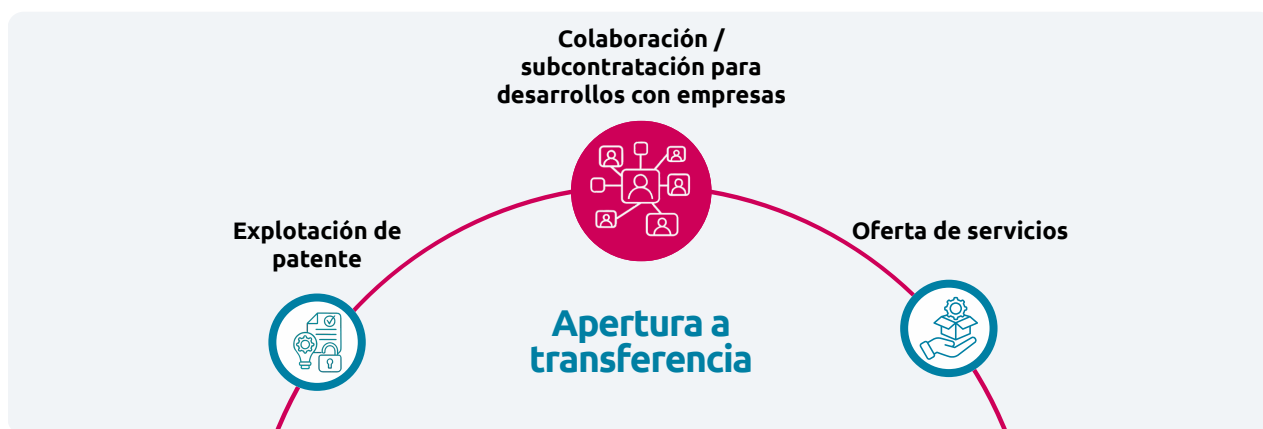 Colaboración /
subcontratación para
desarrollos con empresas
Explotación de
patente
Oferta de servicios
Apertura a
transferencia